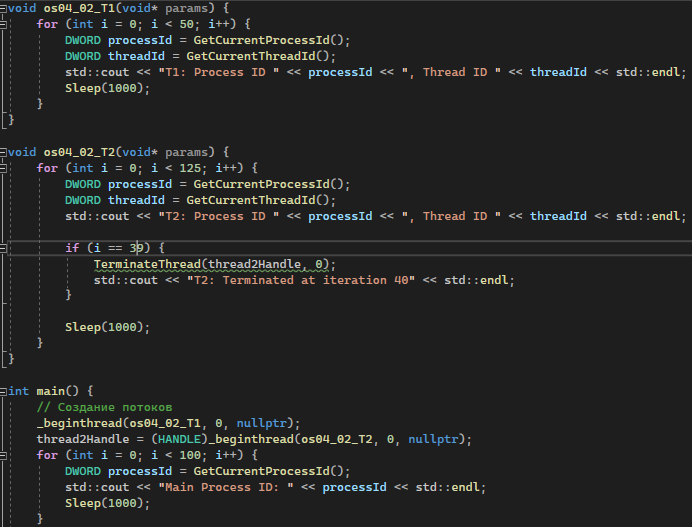 void os04_02_T1(void* params) {
for (int i = 0; i < 50; i++) {
DWORD processId = GetCurrentProcessId();
DWORD threadId = GetCurrentThreadId();
std::cout << "T1: Process ID " << processId << ", Thread ID " << threadId << std::endl;
Sleep(1000);
}
}
void os04_02_T2(void* params) {
for (int i = 0; i < 125; i++) {
DWORD processId = GetCurrentProcessId();
DWORD threadId = GetCurrentThreadId();
std::cout << "T2: Process ID " << processId << ", Thread ID " << threadId << std::endl;
if (i == 39) {
TerminateThread(thread2Handle, 0);
std::cout << "T2: Terminated at iteration 40" << std::endl;
}
Sleep(1000);
}
}
int main() {
// Создание потоков
_beginthread(os04_02_T1, 0, nullptr);
thread2Handle = (HANDLE)_beginthread(os04_02_T2, 0, nullptr);
for (int i = 0; i < 100; i++) {
DWORD processId = GetCurrentProcessId();
std::cout << "Main Process ID: " << processId << std::endl;
Sleep(1000);
}